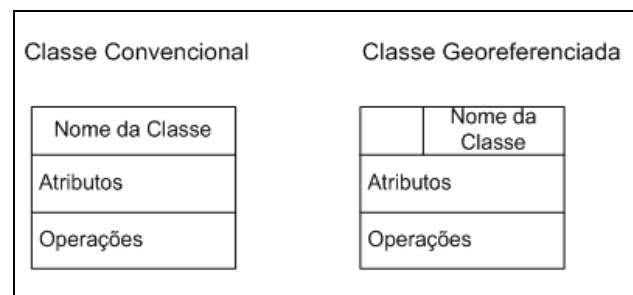 Classe Convencional
Nome da Classe
Atributos
Operações
Classe Georeferenciada
Nome da
Classe
Atributos
Operações